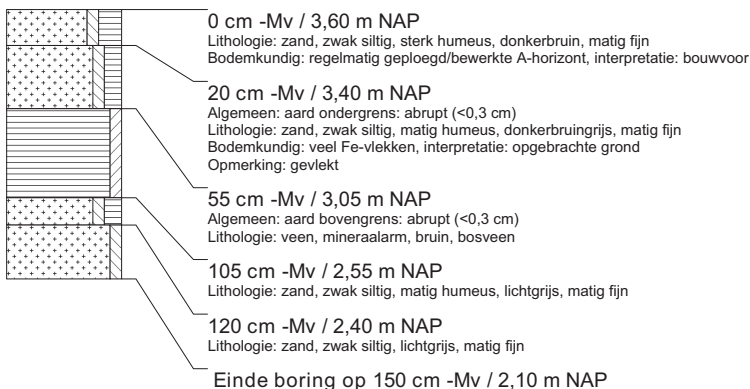 0 cm -Mv / 3,60 m NAP
Lithologie: zand, zwak siltig, sterk humeus, donkerbruin, matig fijn
Bodemkundig: regelmatig geploegd/bewerkte A-horizont, interpretatie: bouwvoor
20 cm -Mv / 3,40 m NAP
Algemeen: aard ondergrens: abrupt (<0,3 cm)
Lithologie: zand, zwak siltig, matig humeus, donkerbruingrijs, matig fijn
Bodemkundig: veel Fe-vlekken, interpretatie: opgebrachte grond
Opmerking: gevlekt
55 cm -Mv / 3,05 m NAP
Algemeen: aard bovengrens: abrupt (<0,3 cm)
Lithologie: veen, mineraalarm, bruin, bosveen
105 cm -Mv / 2,55 m NAP
Lithologie: zand, zwak siltig, matig humeus, lichtgrijs, matig fijn
120 cm -Mv / 2,40 m NAP
Lithologie: zand, zwak siltig, lichtgrijs, matig fijn
Einde boring op 150 cm -Mv / 2,10 m NAP